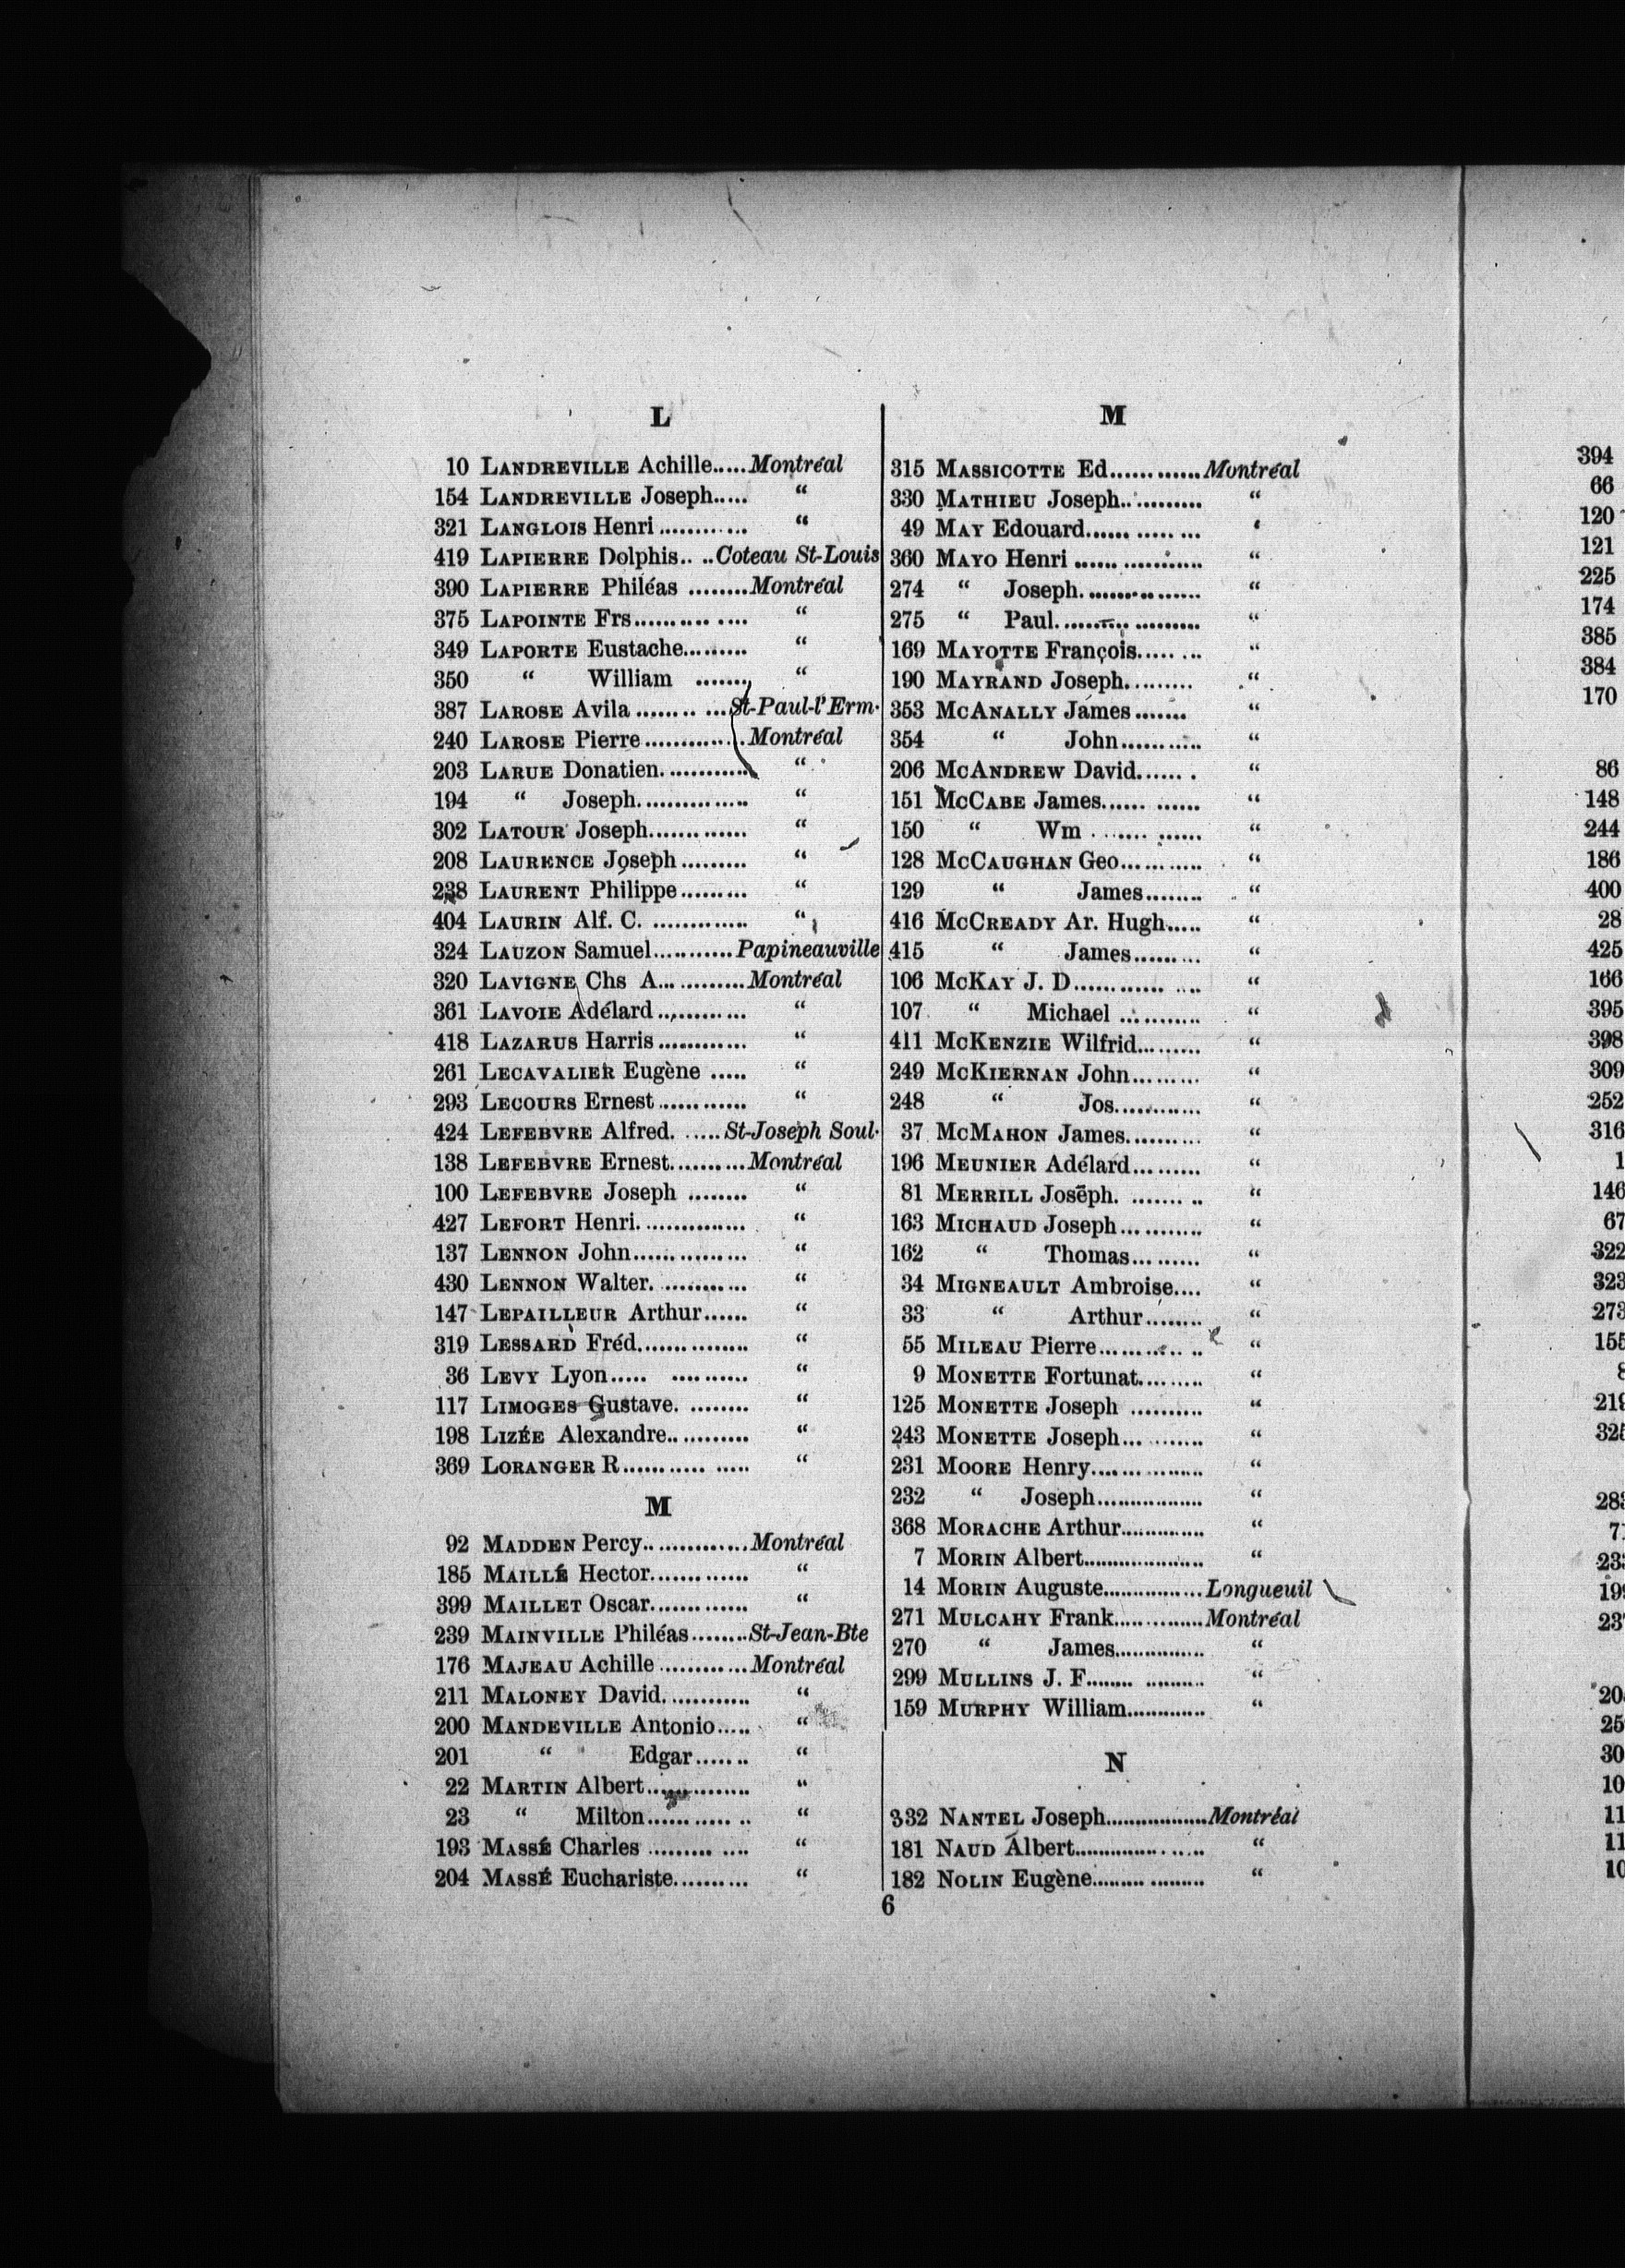 L
10 LANDREVILLE Achille.....Montréal
154 LANDREVILLE Joseph..... “
321 LANGLOIS Henri ............ “
419 LAPIERRE Dolphis.. ..Coteau St-Louis
390 LAPIERRE Philéas ........Montréal
375 LAPOINTE Frs.......... .... “
349 LAPORTE Eustache......... “
350 “ William ....... “
387 LAROSE Avila ........ ...St-Paul-l’Erm.
240 LAROSE Pierre..............Montréal
203 LARUE Donatien............. “
194 “ Joseph............... “
302 LATOUR Joseph............ “
208 LAURENCE Joseph ......... “
238 LAURENT Philippe......... “
404 LAURIN Alf. C. ............. “
324 LAUZON Samuel...........Papineauville
320 LAVIGNE Chs A............Montréal
361 LAVOIE Adélard ............ “
418 LAZARUS Harris ............ “
261 LECAVALIER Eugène ..... “
293 LECOURS Ernest ............ “
424 LEFEBVRE Alfred. .....St-Joseph Soul.
138 LEFEBVRE Ernest..........Montréal
100 LEFEBVRE Joseph ........ “
427 LEFORT Henri.............. “
137 LENNON John............... “
430 LENNON Walter. ........... “
147 LEPAILLEUR Arthur...... “
319 LESSARD Fréd.............. “
36 LEVY Lyon..... .......... “
117 LIMOGES Gustave. ........ “
198 LIZÉE Alexandre............ “
369 LORANGER R........... ..... “
M
92 MADDEN Percy..............Montréal
185 MAILLÉ Hector............. “
399 MAILLET Oscar............. “
239 MAINVILLE Philéas........St-Jean-Bte
176 MAJEAU Achille ............Montréal
211 MALONEY David............ “
200 MANDEVILLE Antonio..... “
201 “ Edgar....... “
22 MARTIN Albert.............. “
23 “ Milton........... .. “
193 MASSÉ Charles ......... .... “
204 MASSÉ Euchariste.......... “
M
315 MASSICOTTE Ed............Montréal
330 MATHIEU Joseph........... “
49 MAY Edouard...... ...... ... ‘
360 MAYO Henri ...... ........... “
274 “ Joseph................ “
275 “ Paul.......... ......... “
169 MAYOTTE François..... .. “
190 MAYRAND Joseph......... “
353 MCANALLY James ....... “
354 “ John.......... “
206 MCANDREW David...... . “
151 MCCABE James...... ...... “
150 “ Wm ........ ...... “
128 MCCAUGHAN Geo........... “
129 “ James........ “
416 MCCREADY Ar. Hugh..... “
415 “ James......... “
106 MCKAY J. D............ .... “
107 “ Michael ........... “
411 MCKENZIE Wilfrid......... “
249 MCKIERNAN John......... “
248 “ Jos............ “
37 MCMAHON James.......... “
196 MEUNIER Adélard.......... “
81 MERRILL Joseph. ....... .. “
163 MICHAUD Joseph........... “
162 “ Thomas......... “
34 MIGNEAULT Ambroise.... “
33 “ Arthur........ “
55 MILEAU Pierre........... .. “
9 MONETTE Fortunat......... “
125 MONETTE Joseph .......... “
243 MONETTE Joseph... ....... “
231 MOORE Henry............... “
232 “ Joseph................ “
368 MORACHE Arthur............. “
7 MORIN Albert................... “
14 MORIN Auguste...............Longueuil
271 MULCAHY Frank.............Montréal
270 “ James.............. “
299 MULLINS J. F........ ......... “
159 MURPHY William............. “
N
332 NANTEL Joseph.................Montréal
181 NAUD Albert.................... “
182 NOLIN Eugène......... ......... “
6
394
66
120
121
225
174
385
384
170
86
148
244
186
400
28
425
166
395
398
309
252
316
1
146
67
322
323
273
155